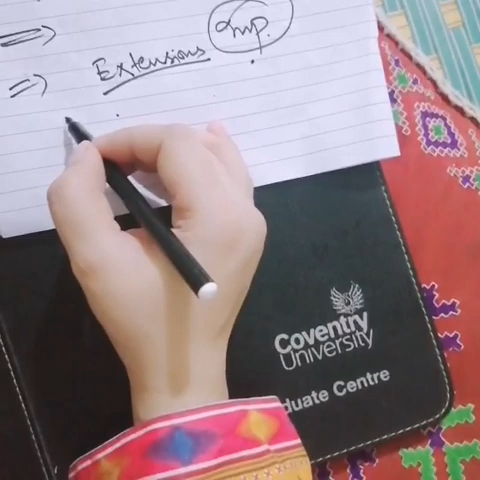 ⇒
⇒ Extensions Imp.
Coventry
University
duate Centre